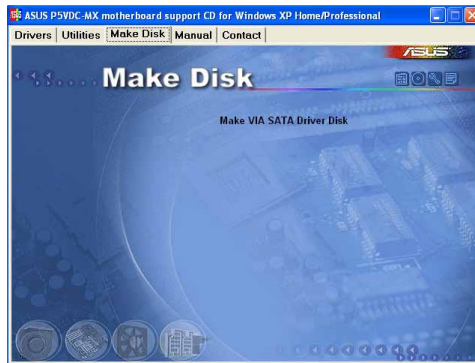 ASUS P5VDC-MX motherboard support CD for Windows XP Home/Professional
Drivers Utilities Make Disk Manual Contact
ASUS
Make Disk
Make VIA SATA Driver Disk